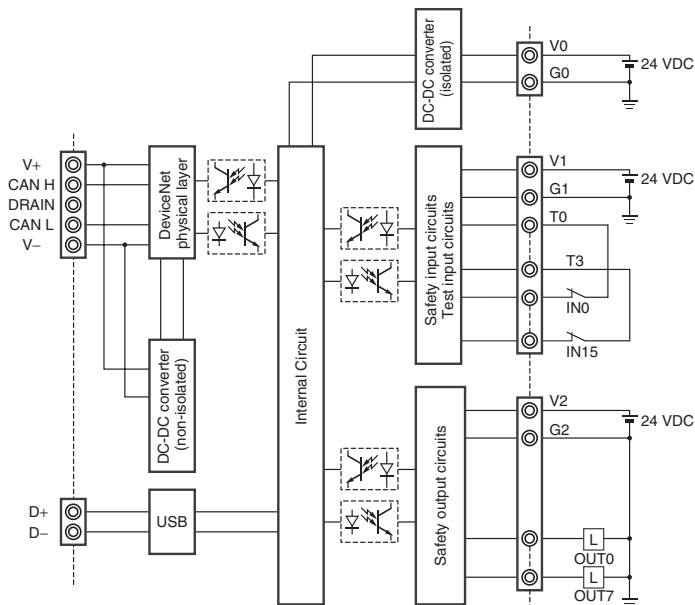 V+
CAN H
DRAIN
CAN L
V−
DeviceNet
physical layer
DC-DC converter
(non-isolated)
D+
D−
USB
Internal Circuit
DC-DC converter
(isolated)
V0
G0
24 VDC
Safety input circuits
Test input circuits
V1
G1
24 VDC
T0
T3
IN0
IN15
Safety output circuits
V2
G2
24 VDC
L
OUT0
L
OUT7